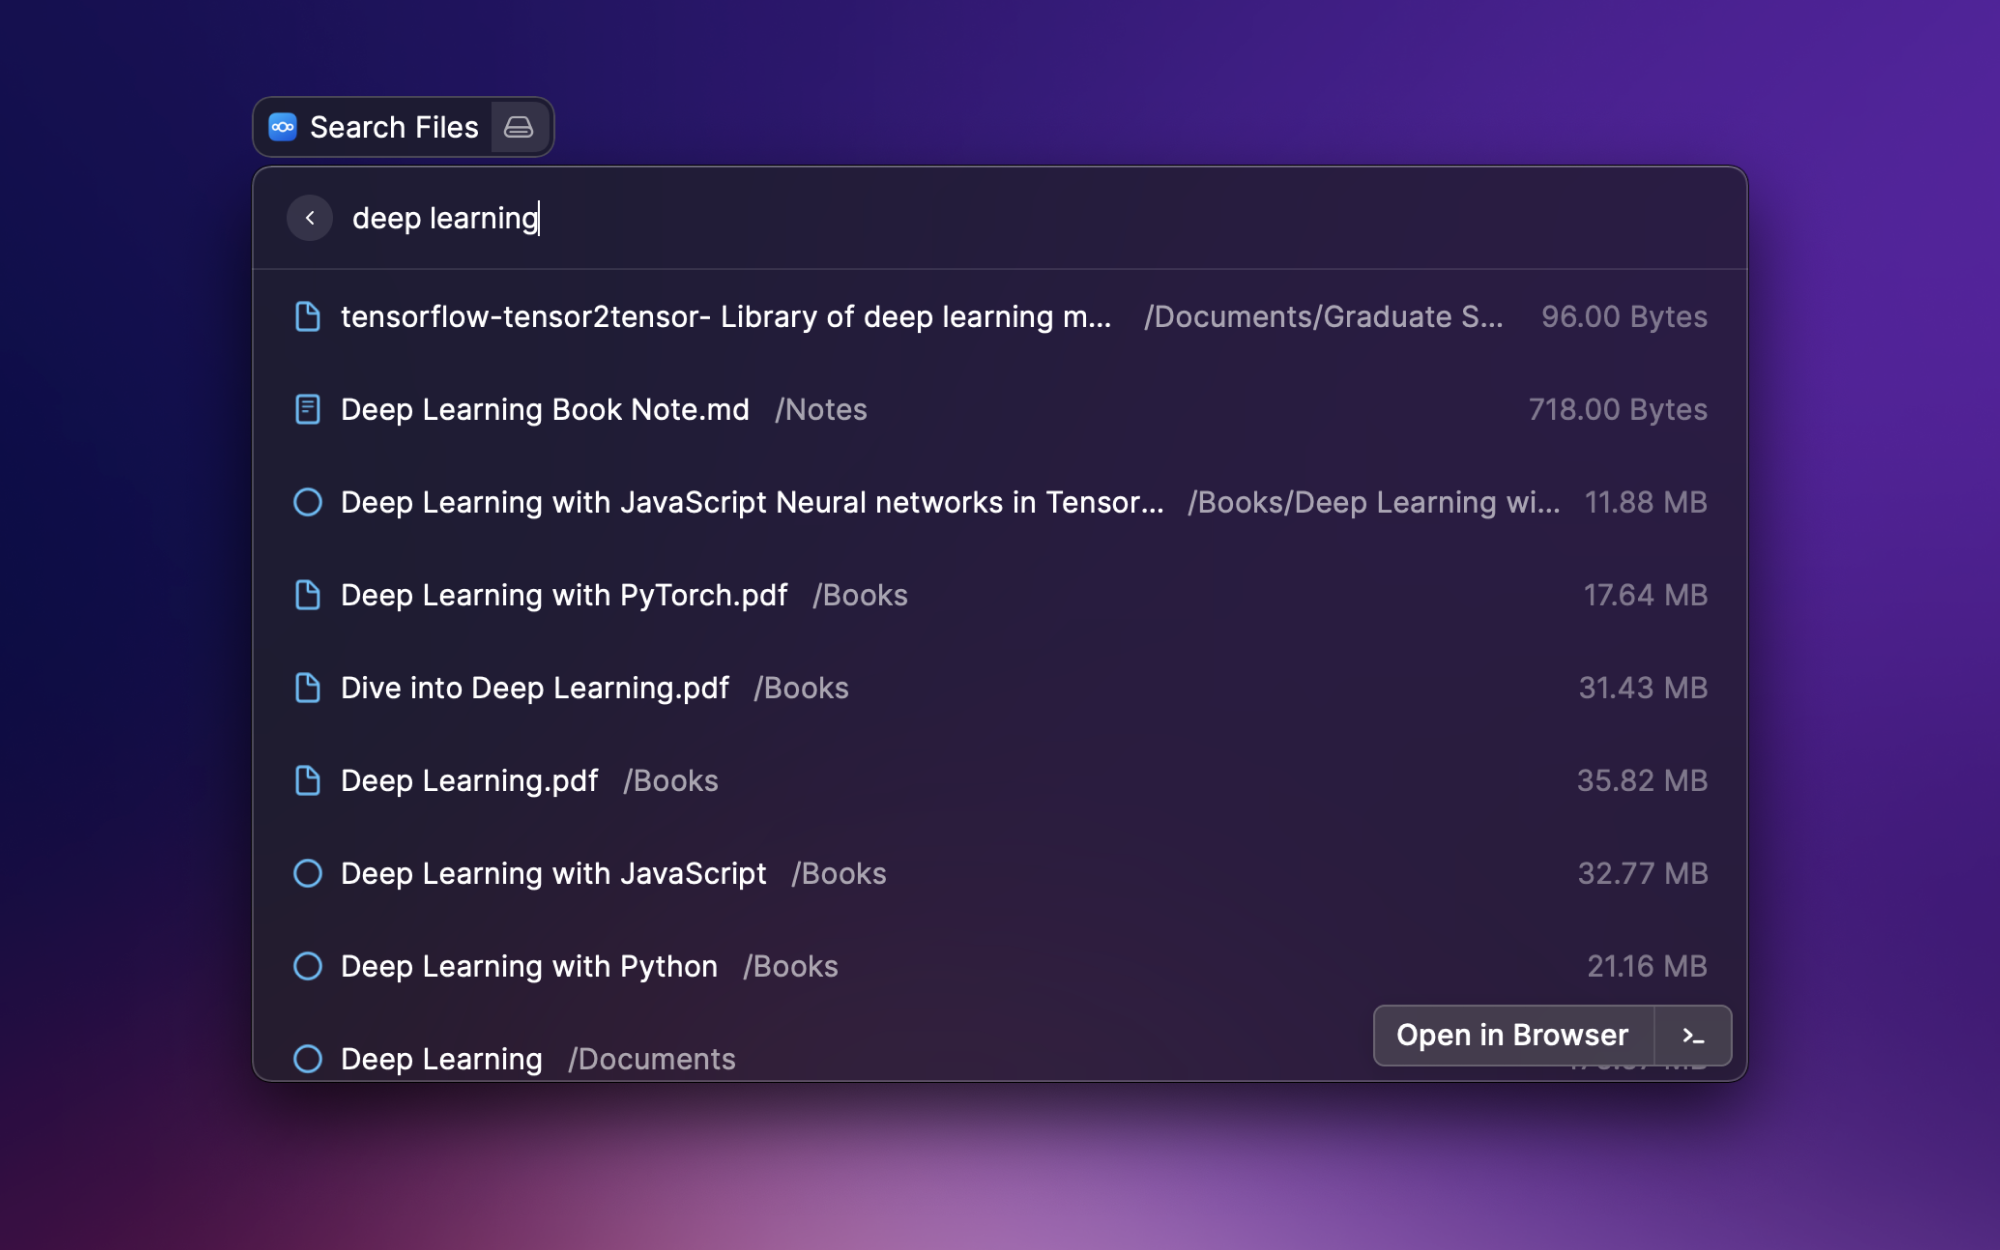 Search Files
deep learning
tensorflow-tensor2tensor- Library of deep learning m... /Documents/Graduate S... 96.00 Bytes
Deep Learning Book Note.md /Notes 718.00 Bytes
Deep Learning with JavaScript Neural networks in Tensor... /Books/Deep Learning wi... 11.88 MB
Deep Learning with PyTorch.pdf /Books 17.64 MB
Dive into Deep Learning.pdf /Books 31.43 MB
Deep Learning.pdf /Books 35.82 MB
Deep Learning with JavaScript /Books 32.77 MB
Deep Learning with Python /Books 21.16 MB
Open in Browser
Deep Learning /Documents